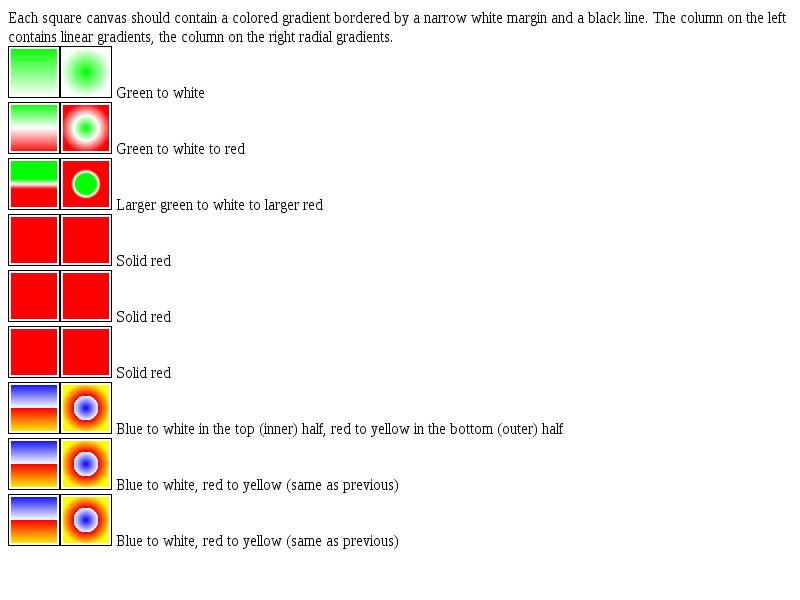 Each square canvas should contain a colored gradient bordered by a narrow white margin and a black line. The column on the left
contains linear gradients, the column on the right radial gradients.
Green to white
Green to white to red
Larger green to white to larger red
Solid red
Solid red
Solid red
Blue to white in the top (inner) half, red to yellow in the bottom (outer) half
Blue to white, red to yellow (same as previous)
Blue to white, red to yellow (same as previous)